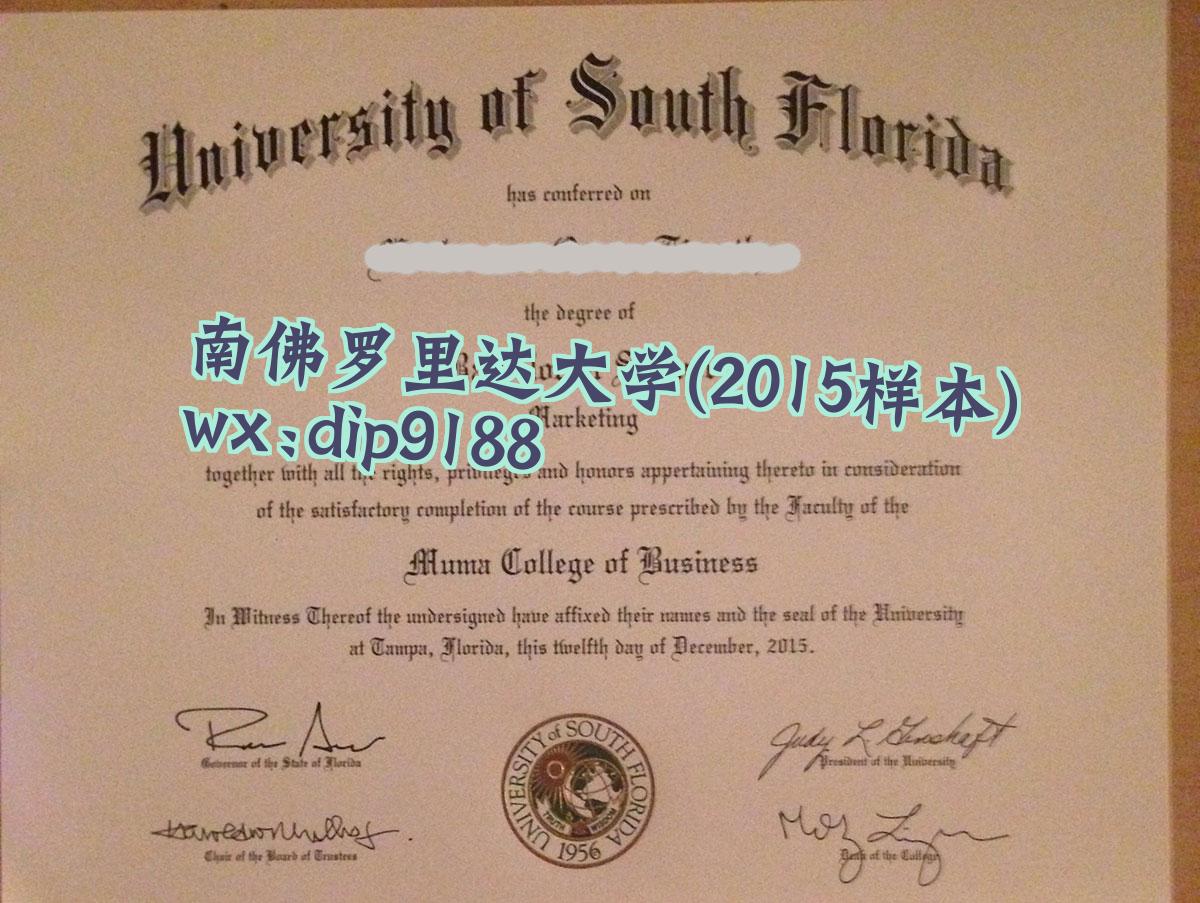 University of South Florida
has conferred on
the degree of
南佛罗里达大学(2015样本)
wx:dip9188
Marketing
together with all the rights, privileges and honors appertaining thereto in consideration
of the satisfactory completion of the course prescribed by the Faculty of the
Muma College of Business
In Witness Thereof the undersigned have affixed their names and the seal of the University
at Tampa, Florida, this twelfth day of December, 2015.
Governor of the State of Florida
President of the University
Chair of the Board of Trustees
Dean of the College
UNIVERSITY of SOUTH FLORIDA
TRUTH WISDOM
1956